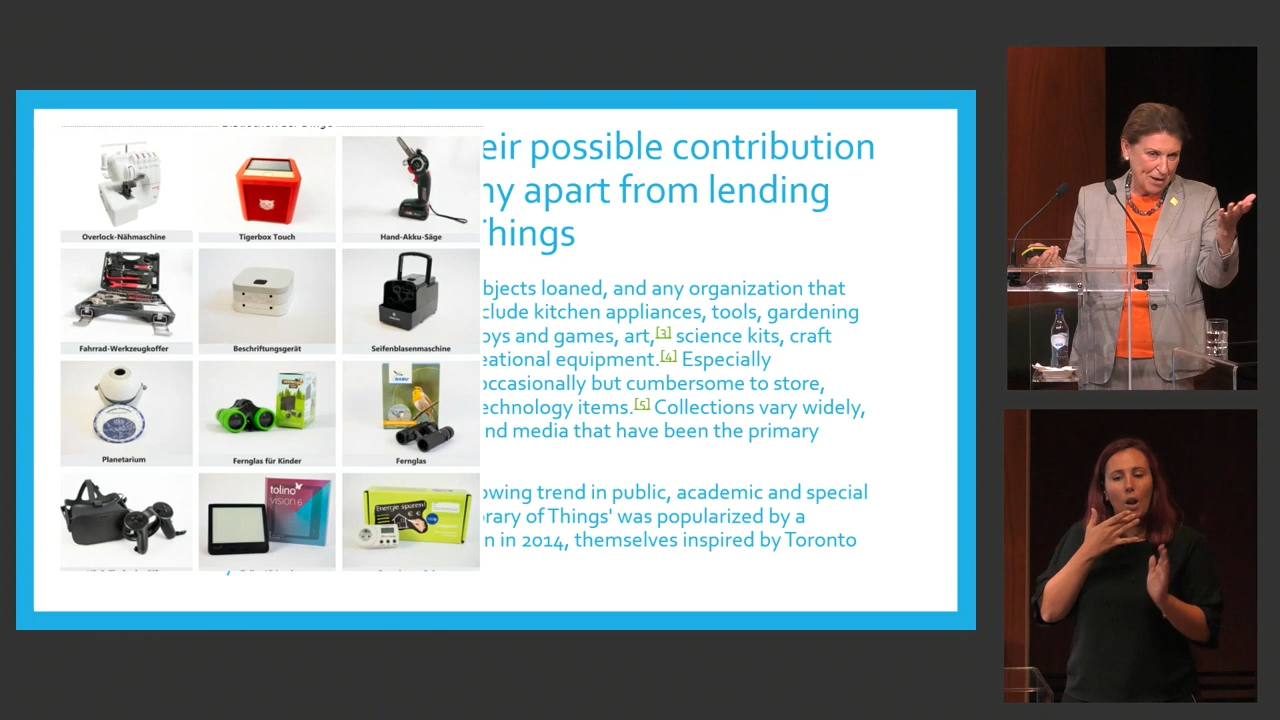 Overlock-Nähmaschine
Tigerbox Touch
Hand-Akku-Säge
Fahrrad-Werkzeugkoffer
Beschriftungsgerät
Seifenblasenmaschine
Planetarium
Fernglas für Kinder
NABU
Fernglas
tolino
vision 6
Energie sparen!
eir possible contribution
ny apart from lending
Things
bjects loaned, and any organization that
clude kitchen appliances, tools, gardening
oys and games, art,[3] science kits, craft
eational equipment.[4] Especially
occasionally but cumbersome to store,
echnology items.[5] Collections vary widely,
nd media that have been the primary
owing trend in public, academic and special
brary of Things' was popularized by a
n in 2014, themselves inspired by Toronto